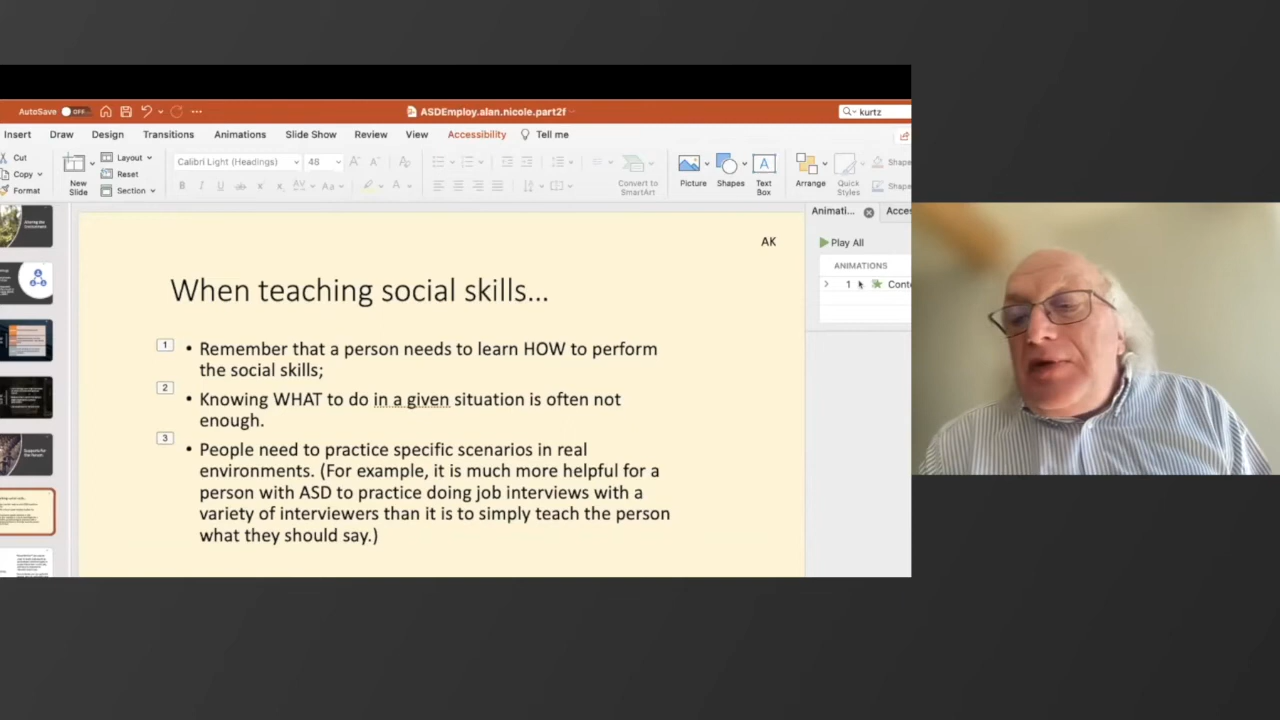 AutoSave OFF ASDEmploy.alan.nicole.part2f kurtz
Insert Draw Design Transitions Animations Slide Show Review View Accessibility Tell me
Cut
Copy
Format
New
Slide
Layout
Reset
Section
Calibri Light (Headings) 48
Convert to
SmartArt
Picture
Shapes
Text
Box
Arrange
Quick
Styles
Shape
Shape
Animati...
Acces
Play All
ANIMATIONS
1 Conte
AK
When teaching social skills...
1 • Remember that a person needs to learn HOW to perform
the social skills;
2 • Knowing WHAT to do in a given situation is often not
enough.
3 • People need to practice specific scenarios in real
environments. (For example, it is much more helpful for a
person with ASD to practice doing job interviews with a
variety of interviewers than it is to simply teach the person
what they should say.)